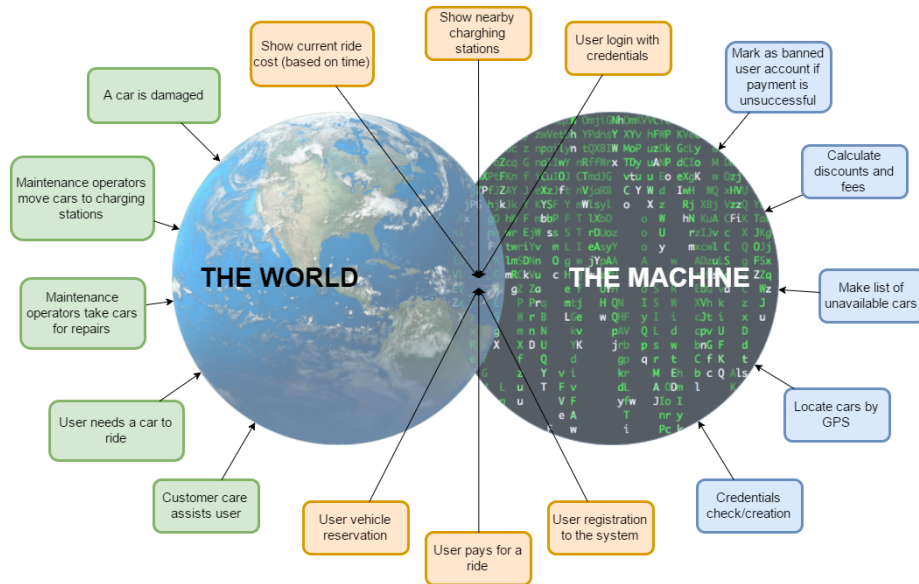 Show current ride
cost (based on time)
Show nearby
charghing
stations
User login with
credentials
Mark as banned
user account if
payment is
unsuccessful
A car is damaged
Calculate
discounts and
fees
Maintenance operators
move cars to charging
stations
THE WORLD
THE MACHINE
Maintenance
operators take cars
for repairs
Make list of
unavailable cars
User needs a car to
ride
Locate cars by
GPS
Customer care
assists user
User vehicle
reservation
User pays for a
ride
User registration
to the system
Credentials
check/creation